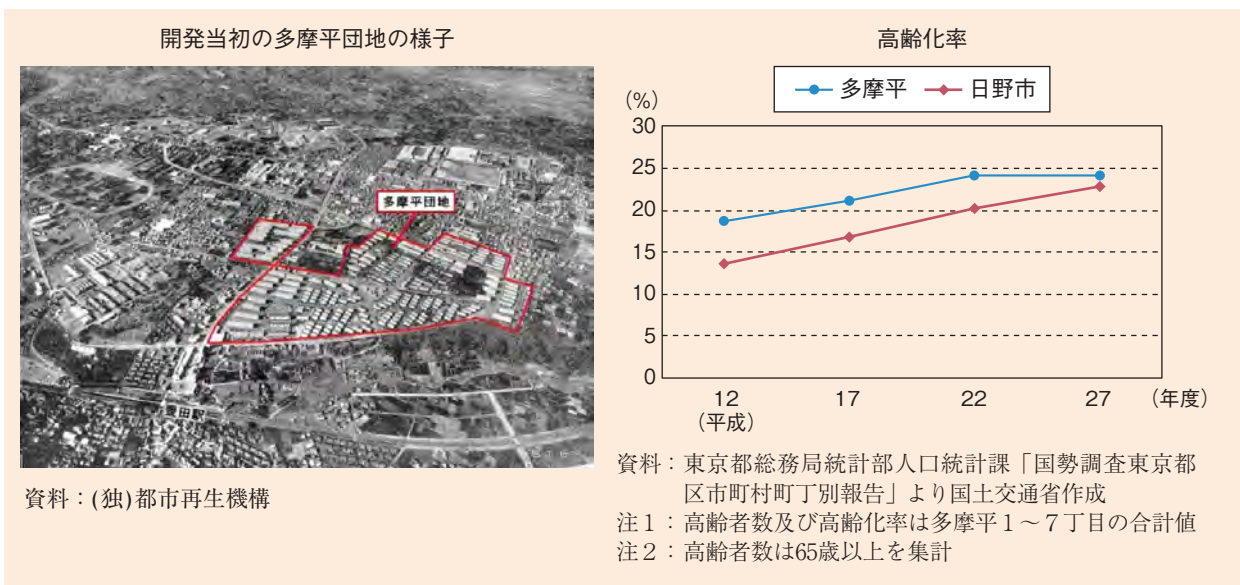 開発当初の多摩平団地の様子
多摩平団地
豊田駅
資料：(独)都市再生機構
高齢化率
多摩平 日野市
(%)
30
25
20
15
10
5
0
12 17 22 27 (年度)
(平成)
資料：東京都総務局統計部人口統計課「国勢調査東京都
区市町村町丁別報告」より国土交通省作成
注１：高齢者数及び高齢化率は多摩平１～７丁目の合計値
注２：高齢者数は65歳以上を集計